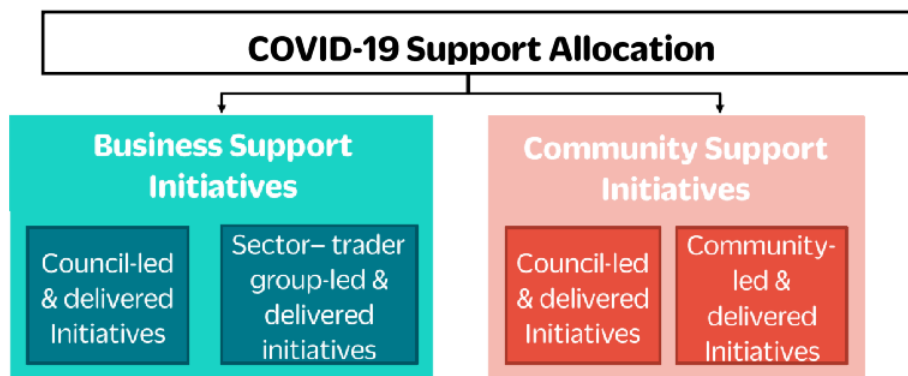 COVID-19 Support Allocation
Business Support
Initiatives
Council-led
& delivered
Initiatives
Sector– trader
group-led &
delivered
initiatives
Community Support
Initiatives
Council-led
& delivered
Initiatives
Community-
led &
delivered
Initiatives